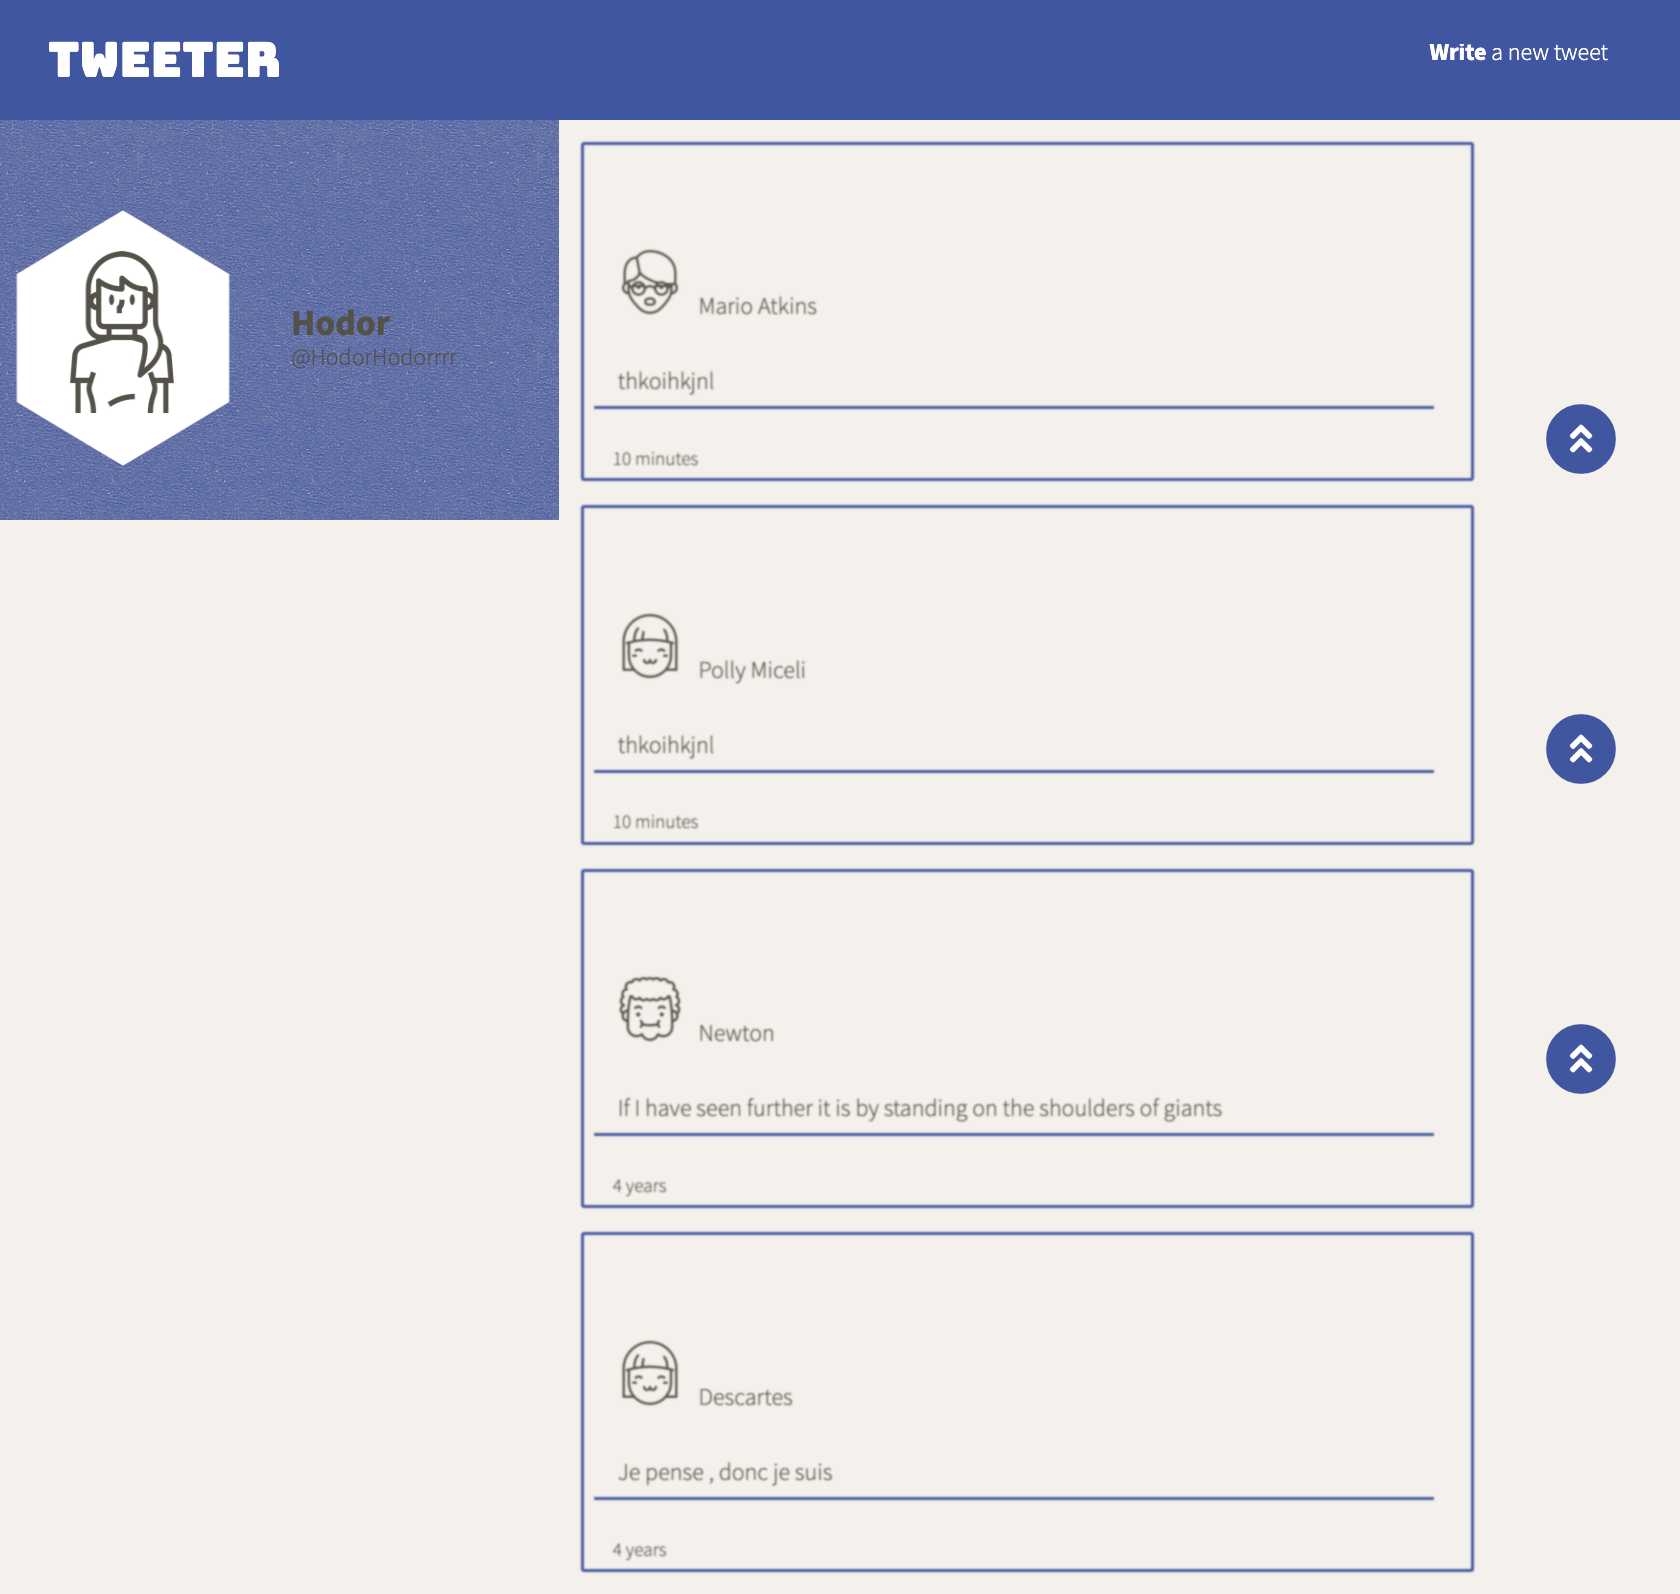 TWEETER
Write a new tweet
Hodor
@HodorHodorrrr
Mario Atkins
thkoihkjnl
10 minutes
Polly Miceli
thkoihkjnl
10 minutes
Newton
If I have seen further it is by standing on the shoulders of giants
4 years
Descartes
Je pense , donc je suis
4 years